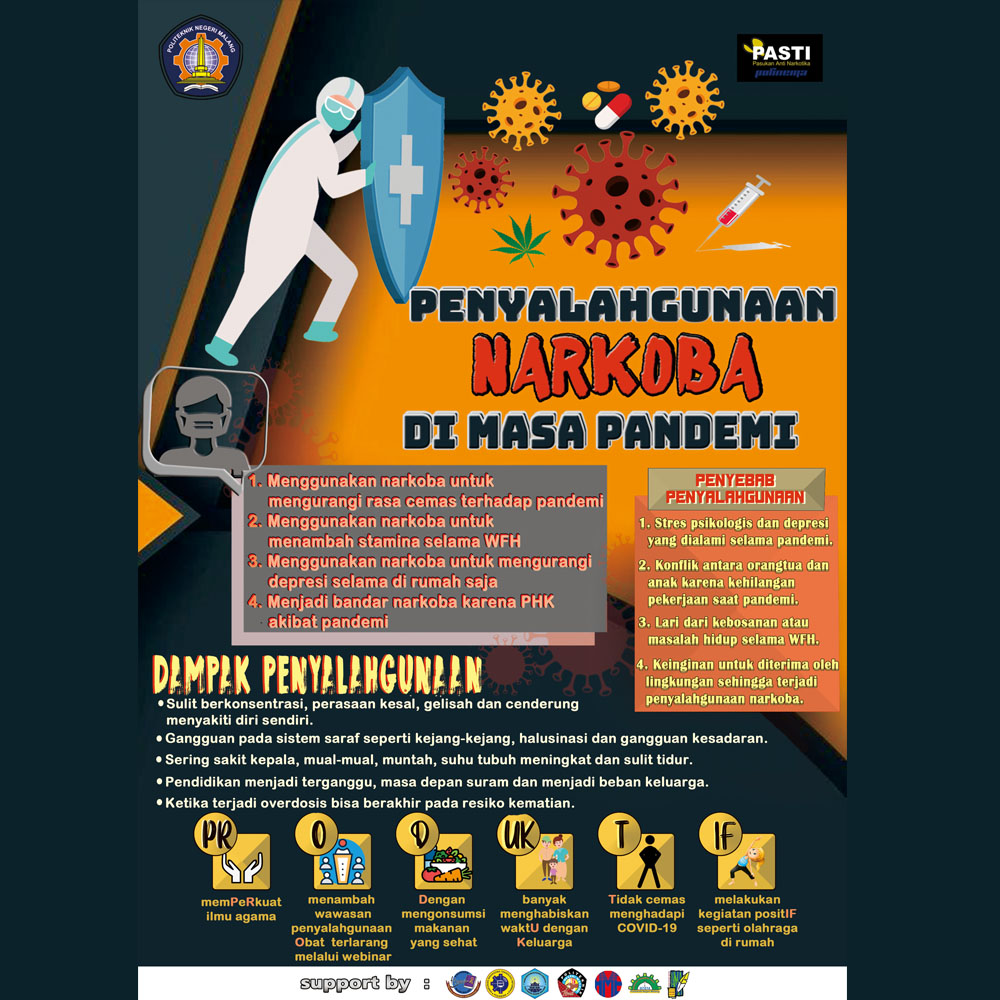 POLITEKNIK NEGERI MALANG
PASTI
Pasukan Anti Narkotika
polinema
PENYALAHGUNAAN
NARKOBA
DI MASA PANDEMI
1. Menggunakan narkoba untuk
mengurangi rasa cemas terhadap pandemi
2. Menggunakan narkoba untuk
menambah stamina selama WFH
3. Menggunakan narkoba untuk mengurangi
depresi selama di rumah saja
4. Menjadi bandar narkoba karena PHK
akibat pandemi
PENYEBAB
PENYALAHGUNAAN
1. Stres psikologis dan depresi
yang dialami selama pandemi.
2. Konflik antara orangtua dan
anak karena kehilangan
pekerjaan saat pandemi.
3. Lari dari kebosanan atau
masalah hidup selama WFH.
4. Keinginan untuk diterima oleh
lingkungan sehingga terjadi
penyalahgunaan narkoba.
DAMPAK PENYALAHGUNAAN
•Sulit berkonsentrasi, perasaan kesal, gelisah dan cenderung
menyakiti diri sendiri.
•Gangguan pada sistem saraf seperti kejang-kejang, halusinasi dan gangguan kesadaran.
•Sering sakit kepala, mual-mual, muntah, suhu tubuh meningkat dan sulit tidur.
•Pendidikan menjadi terganggu, masa depan suram dan menjadi beban keluarga.
•Ketika terjadi overdosis bisa berakhir pada resiko kematian.
PR
memPeRkuat
ilmu agama
O
menambah
wawasan
penyalahgunaan
Obat terlarang
melalui webinar
D
Dengan
mengonsumsi
makanan
yang sehat
UK
banyak
menghabiskan
waktU dengan
Keluarga
T
Tidak cemas
menghadapi
COVID-19
IF
melakukan
kegiatan positIF
seperti olahraga
di rumah
support by :